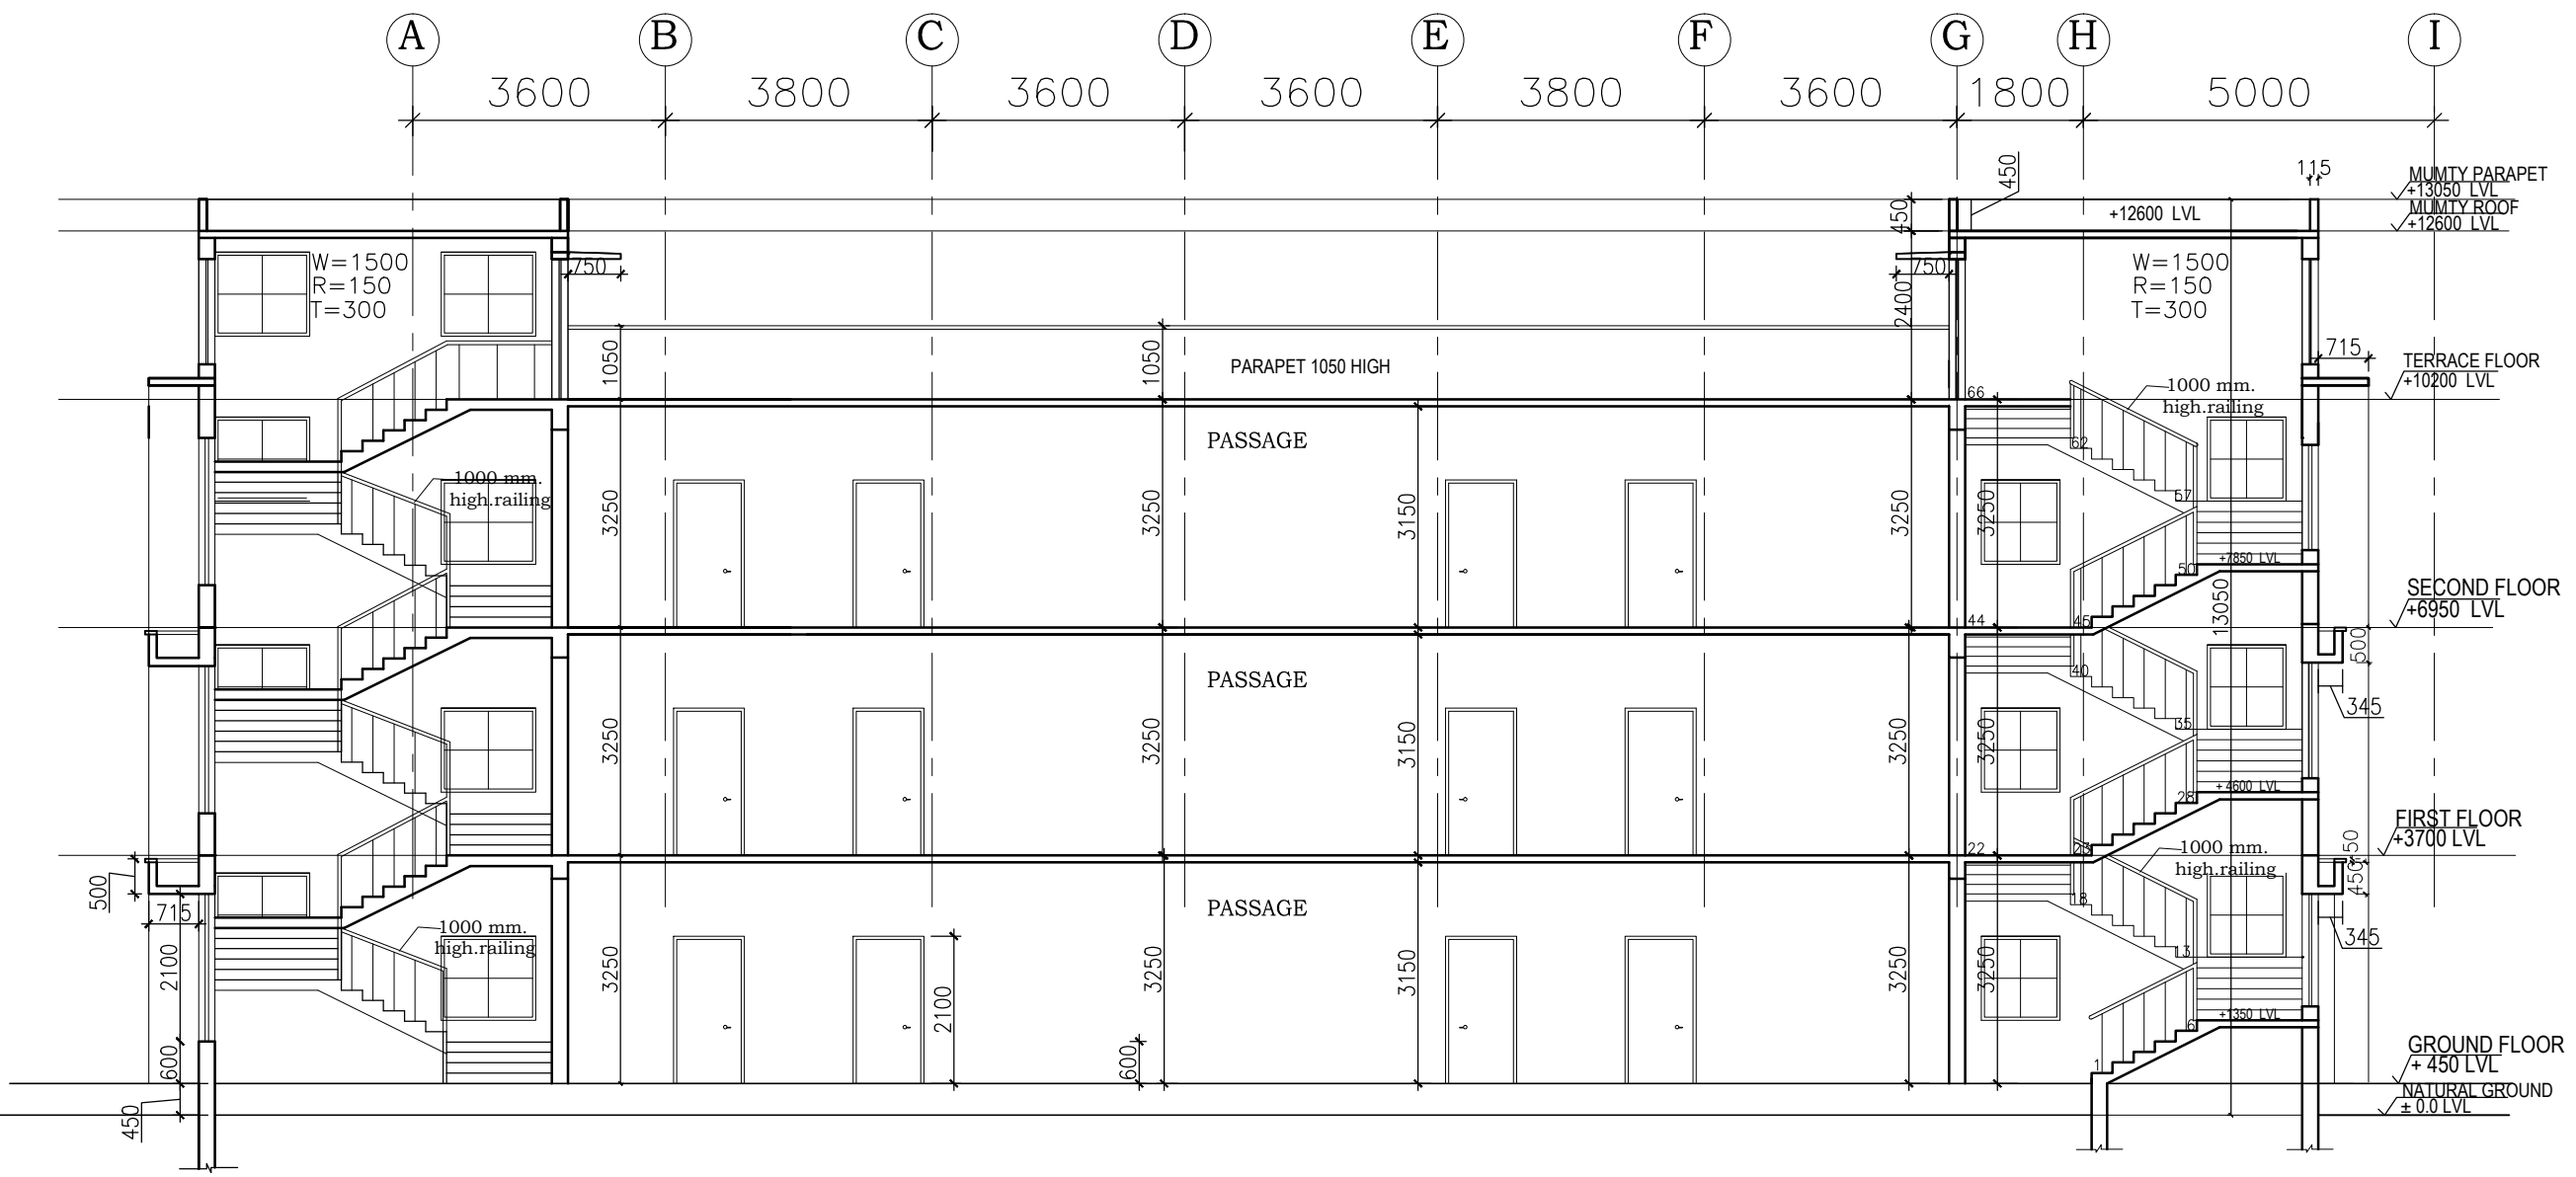 A B C D E F G H I
3600 3800 3600 3600 3800 3600 1800 5000
450
115
MUMTY PARAPET
+13050 LVL
450
+12600 LVL
MUMTY ROOF
+12600 LVL
W=1500
R=150
T=300
750
750
W=1500
R=150
T=300
2400
1050
1050
PARAPET 1050 HIGH
715
TERRACE FLOOR
+10200 LVL
66
1000 mm.
high.railing
PASSAGE
62
1000 mm.
high.railing
57
3250
3250
3150
3250
3250
+7850 LVL
50
SECOND FLOOR
+6950 LVL
13050
44
45
500
PASSAGE
40
345
35
3250
3250
3150
3250
3250
+4600 LVL
28
FIRST FLOOR
+3700 LVL
22
23
1000 mm.
high.railing
50
450
500
715
18
PASSAGE
1000 mm.
high.railing
345
13
2100
3250
2100
3250
3150
3250
3250
+1350 LVL
6
600
600
1
GROUND FLOOR
+ 450 LVL
450
NATURAL GROUND
± 0.0 LVL